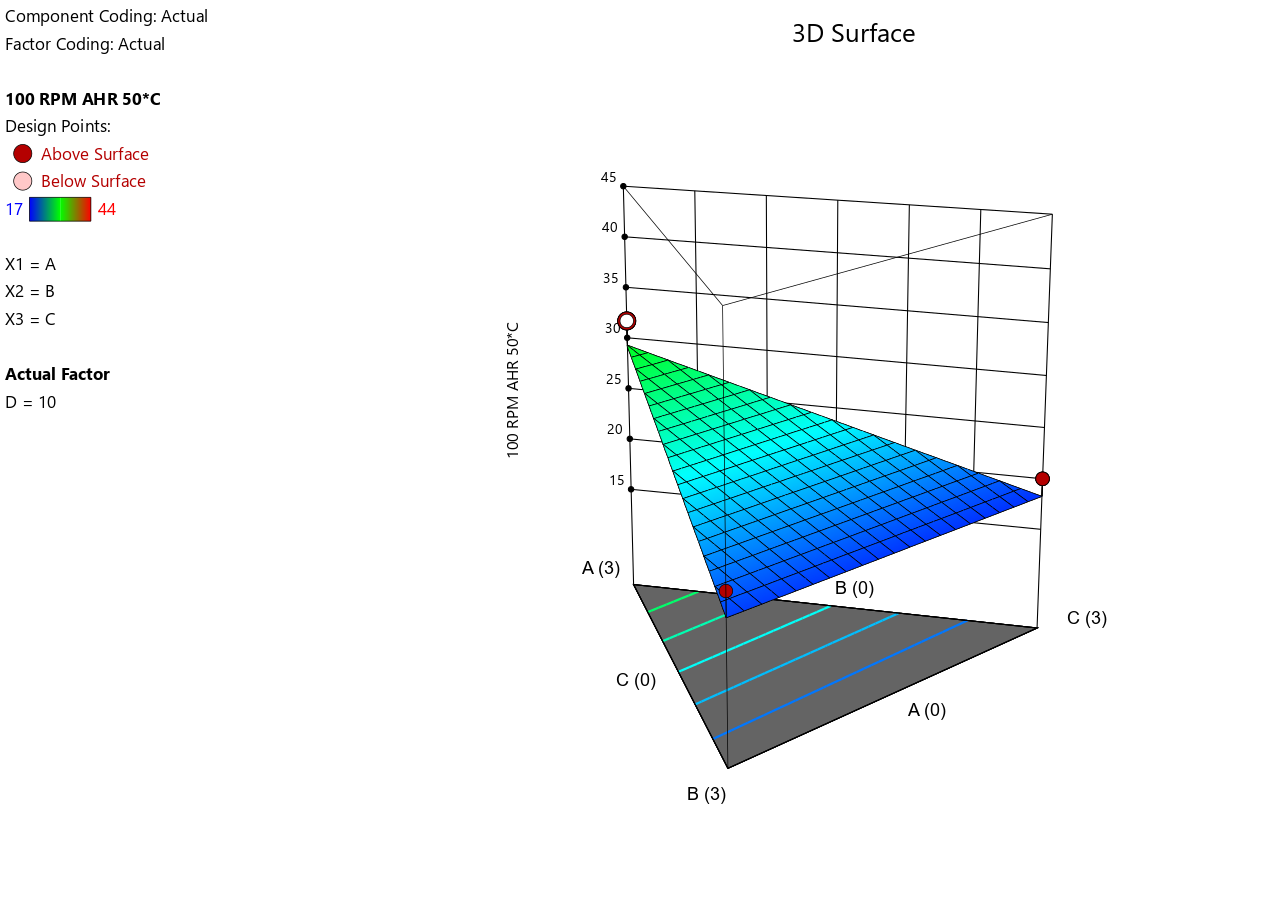 Component Coding: Actual
Factor Coding: Actual
3D Surface
100 RPM AHR 50*C
Design Points:
Above Surface
Below Surface
17 44
X1 = A
X2 = B
X3 = C
Actual Factor
D = 10
100 RPM AHR 50*C
45
40
35
30
25
20
15
A (3)
B (0)
C (3)
C (0)
A (0)
B (3)